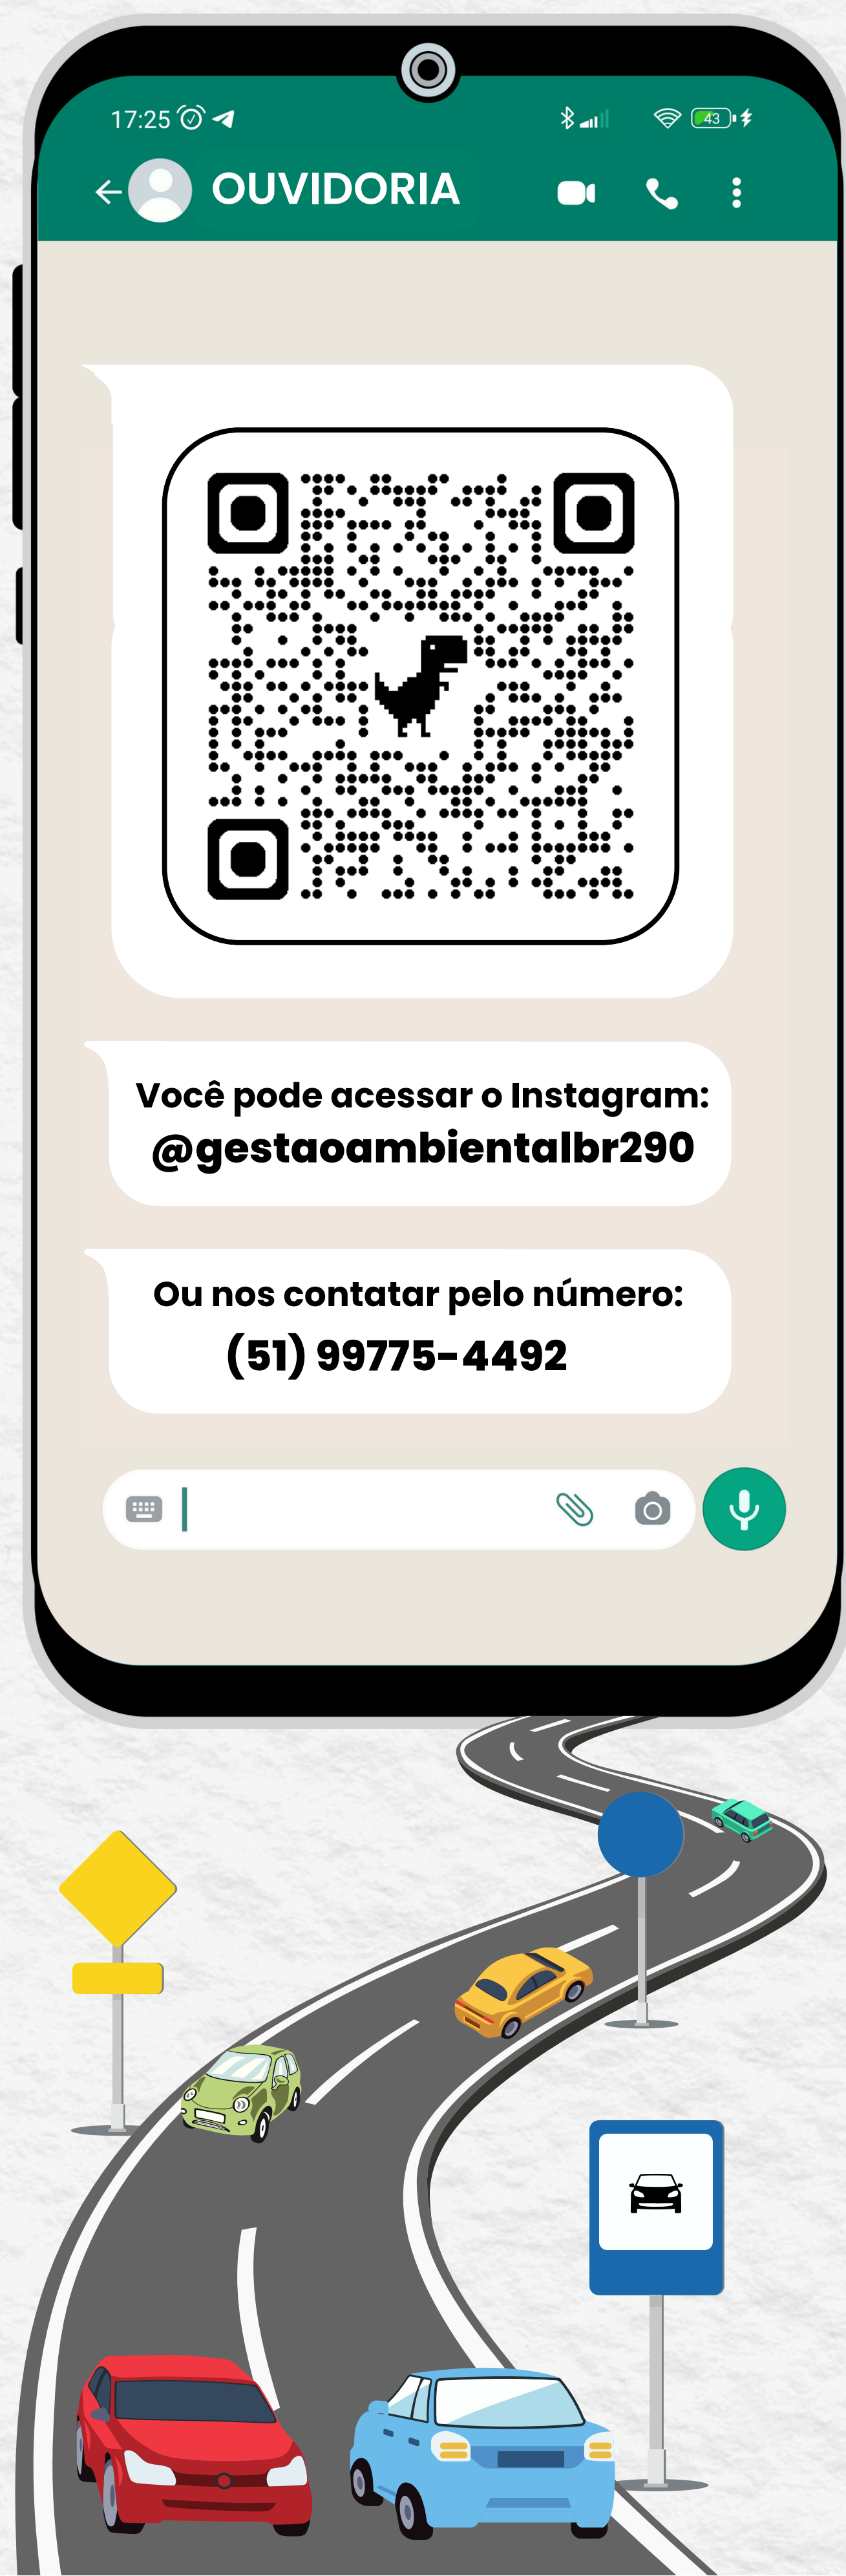 17:25
43
OUVIDORIA
Você pode acessar o Instagram:
@gestaoambientalbr290
Ou nos contatar pelo número:
(51) 99775-4492